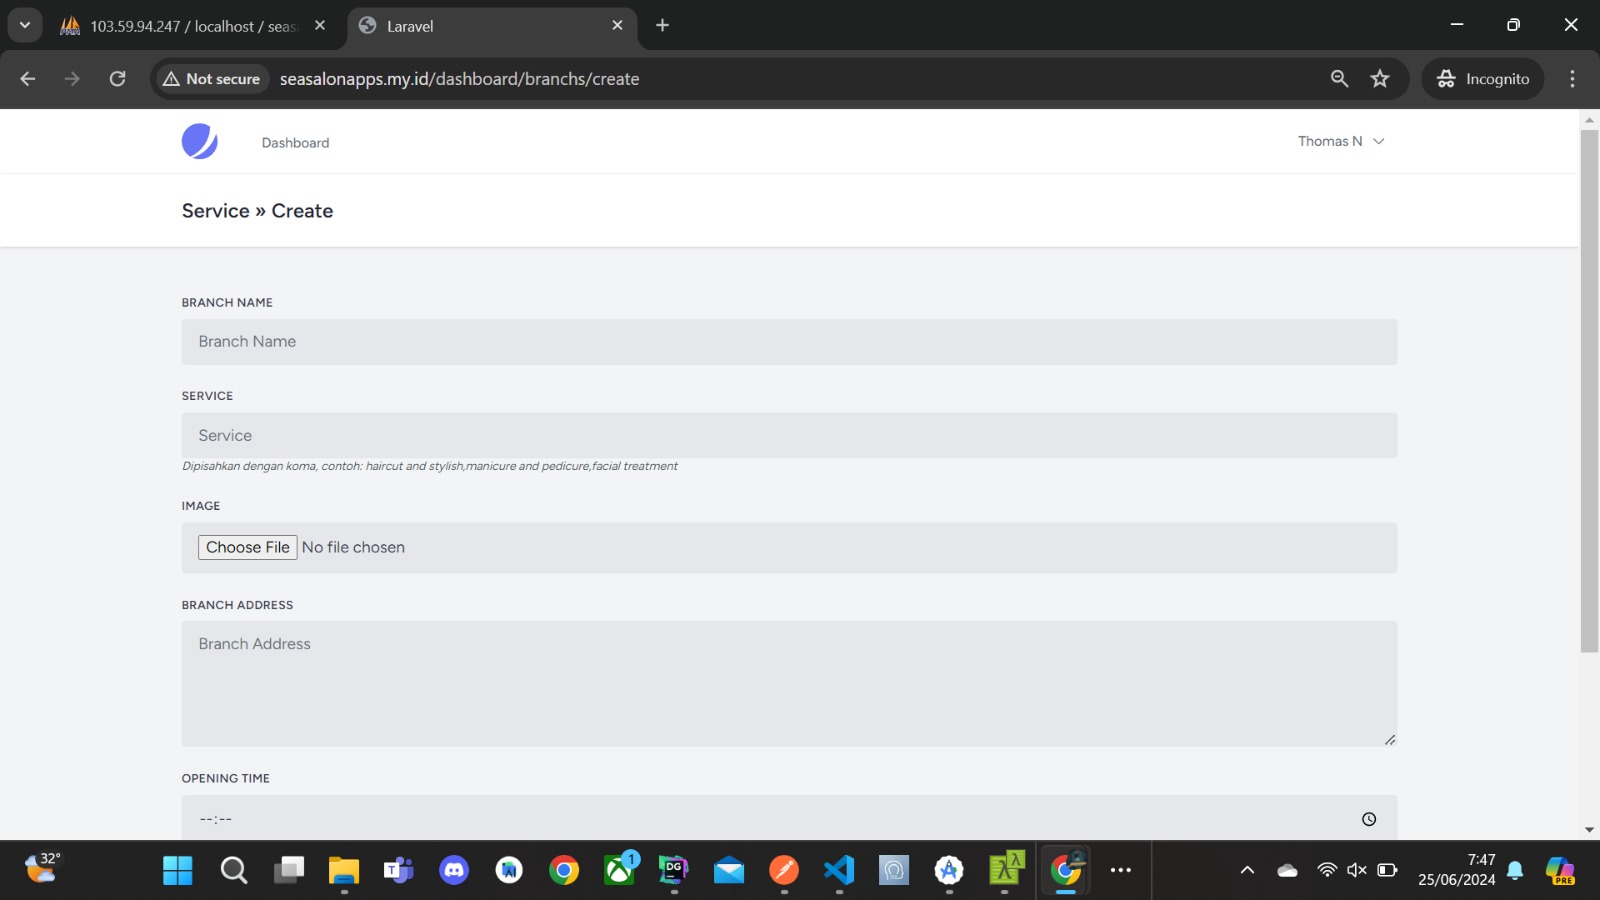 103.59.94.247 / localhost / seas
Laravel
Not secure
seasalonapps.my.id/dashboard/branchs/create
Incognito
Dashboard
Thomas N
Service » Create
BRANCH NAME
Branch Name
SERVICE
Service
Dipisahkan dengan koma, contoh: haircut and stylish,manicure and pedicure,facial treatment
IMAGE
Choose File No file chosen
BRANCH ADDRESS
Branch Address
OPENING TIME
--:--
32°
1
DG
PRE
7:47
25/06/2024